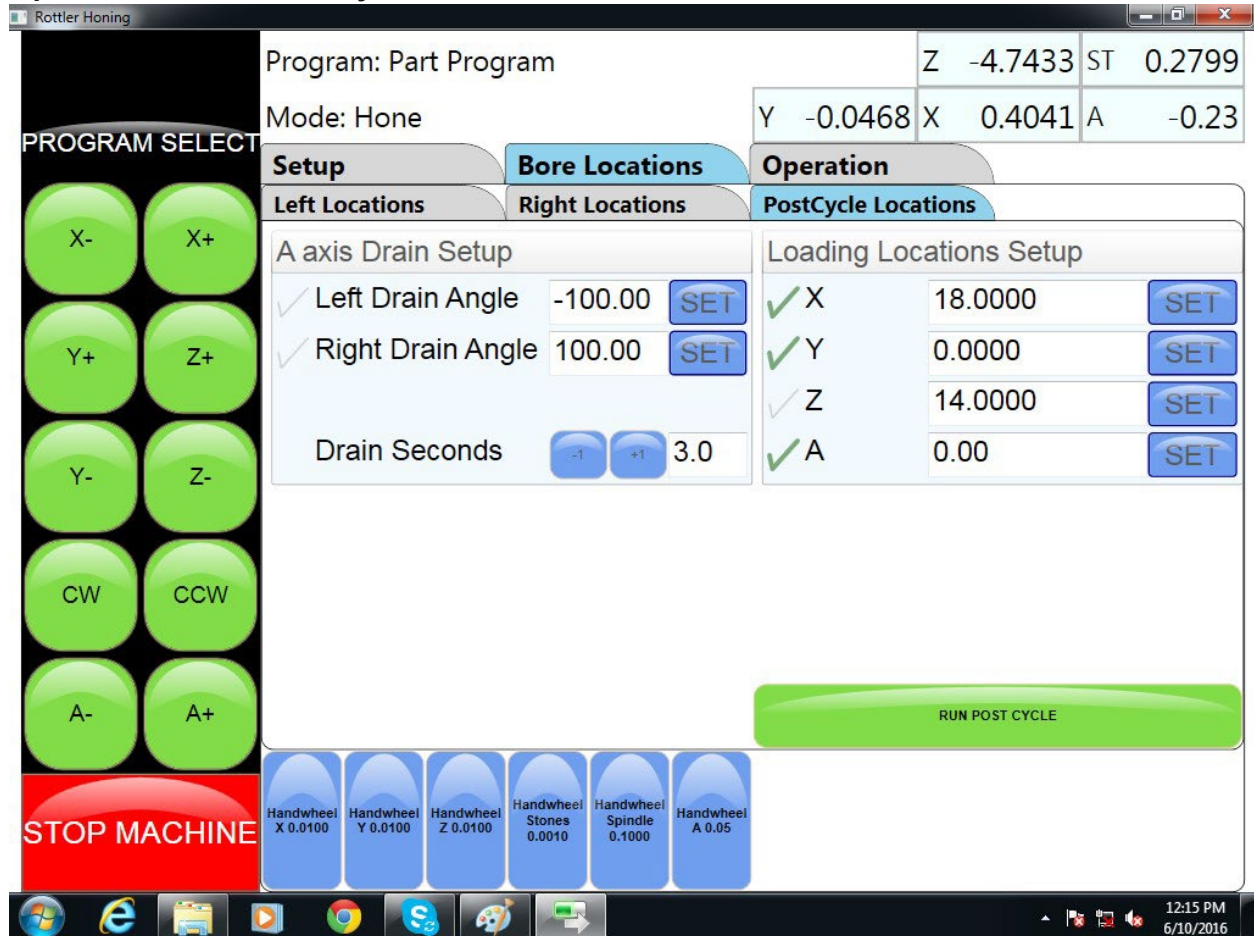 Rottler Honing
Program: Part Program
Z -4.7433 ST 0.2799
Mode: Hone
Y -0.0468 X 0.4041 A -0.23
PROGRAM SELECT
Setup Bore Locations Operation
Left Locations Right Locations PostCycle Locations
X- X+
Y+ Z+
Y- Z-
CW CCW
A- A+
STOP MACHINE
A axis Drain Setup
Left Drain Angle -100.00 SET
Right Drain Angle 100.00 SET
Drain Seconds -1 +1 3.0
Loading Locations Setup
X 18.0000 SET
Y 0.0000 SET
Z 14.0000 SET
A 0.00 SET
RUN POST CYCLE
Handwheel
X 0.0100
Handwheel
Y 0.0100
Handwheel
Z 0.0100
Handwheel
Stones
0.0010
Handwheel
Spindle
0.1000
Handwheel
A 0.05
12:15 PM
6/10/2016